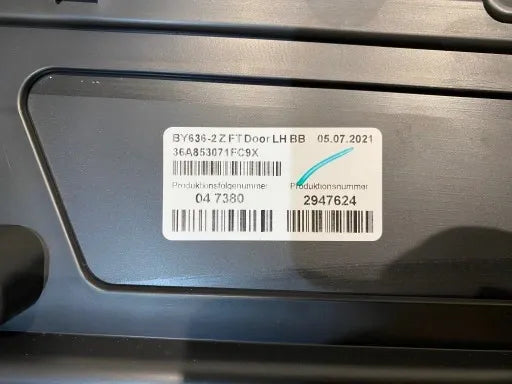 BY636-2 Z FT Door LH BB 05.07.2021
36A853071FC9X
Produktionsfolgenummer Produktionsnummer
04 7380 2947624